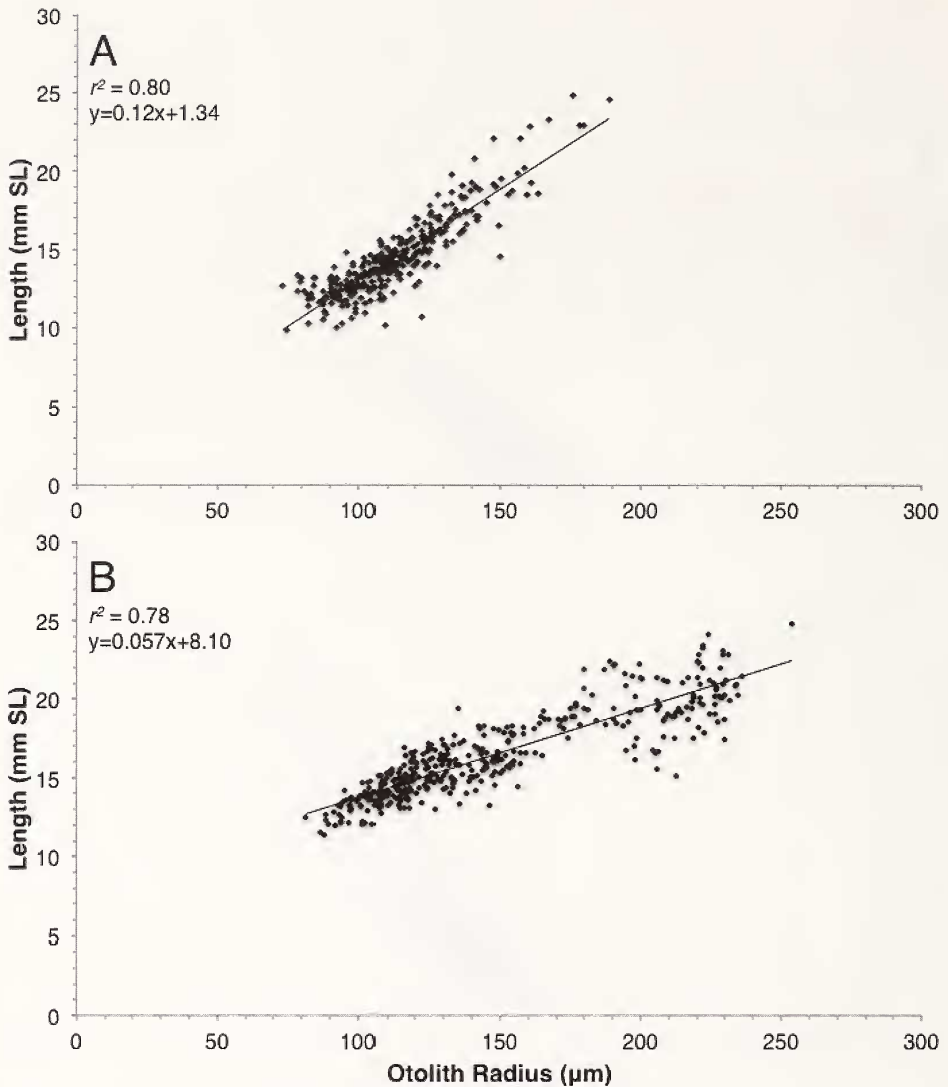 30
A
r² = 0.80
y=0.12x+1.34
25
20
15
10
5
0
Length (mm SL)
0 50 100 150 200 250 300
30
B
r² = 0.78
y=0.057x+8.10
25
20
15
10
5
0
Length (mm SL)
0 50 100 150 200 250 300
Otolith Radius (µm)